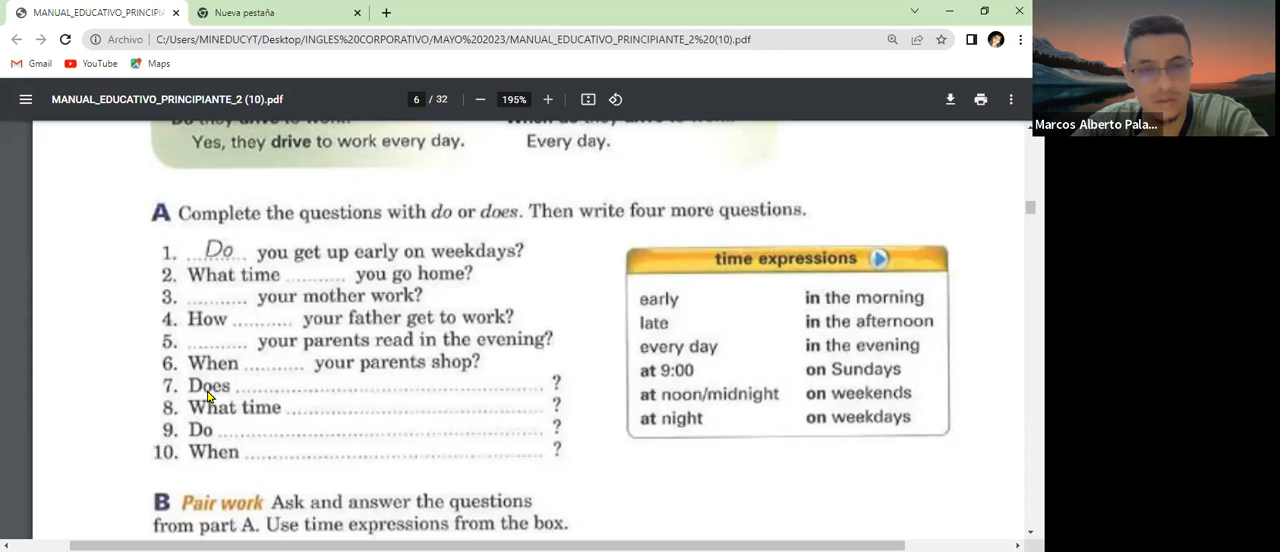 MANUAL_EDUCATIVO_PRINCIPIA
Nueva pestaña
Archivo C:/Users/MINEDUCYT/Desktop/INGLES%20CORPORATIVO/MAYO%202023/MANUAL_EDUCATIVO_PRINCIPIANTE_2%20(10).pdf
Gmail YouTube Maps
MANUAL_EDUCATIVO_PRINCIPIANTE_2 (10).pdf 6 / 32 195%
Marcos Alberto Pala...
Yes, they drive to work every day. Every day.
A Complete the questions with do or does. Then write four more questions.
1. Do you get up early on weekdays?
2. What time .......... you go home?
3. .......... your mother work?
4. How .......... your father get to work?
5. .......... your parents read in the evening?
6. When .......... your parents shop?
7. Does .......... ?
8. What time .......... ?
9. Do .......... ?
10. When .......... ?
time expressions
early in the morning
late in the afternoon
every day in the evening
at 9:00 on Sundays
at noon/midnight on weekends
at night on weekdays
B Pair work Ask and answer the questions
from part A. Use time expressions from the box.